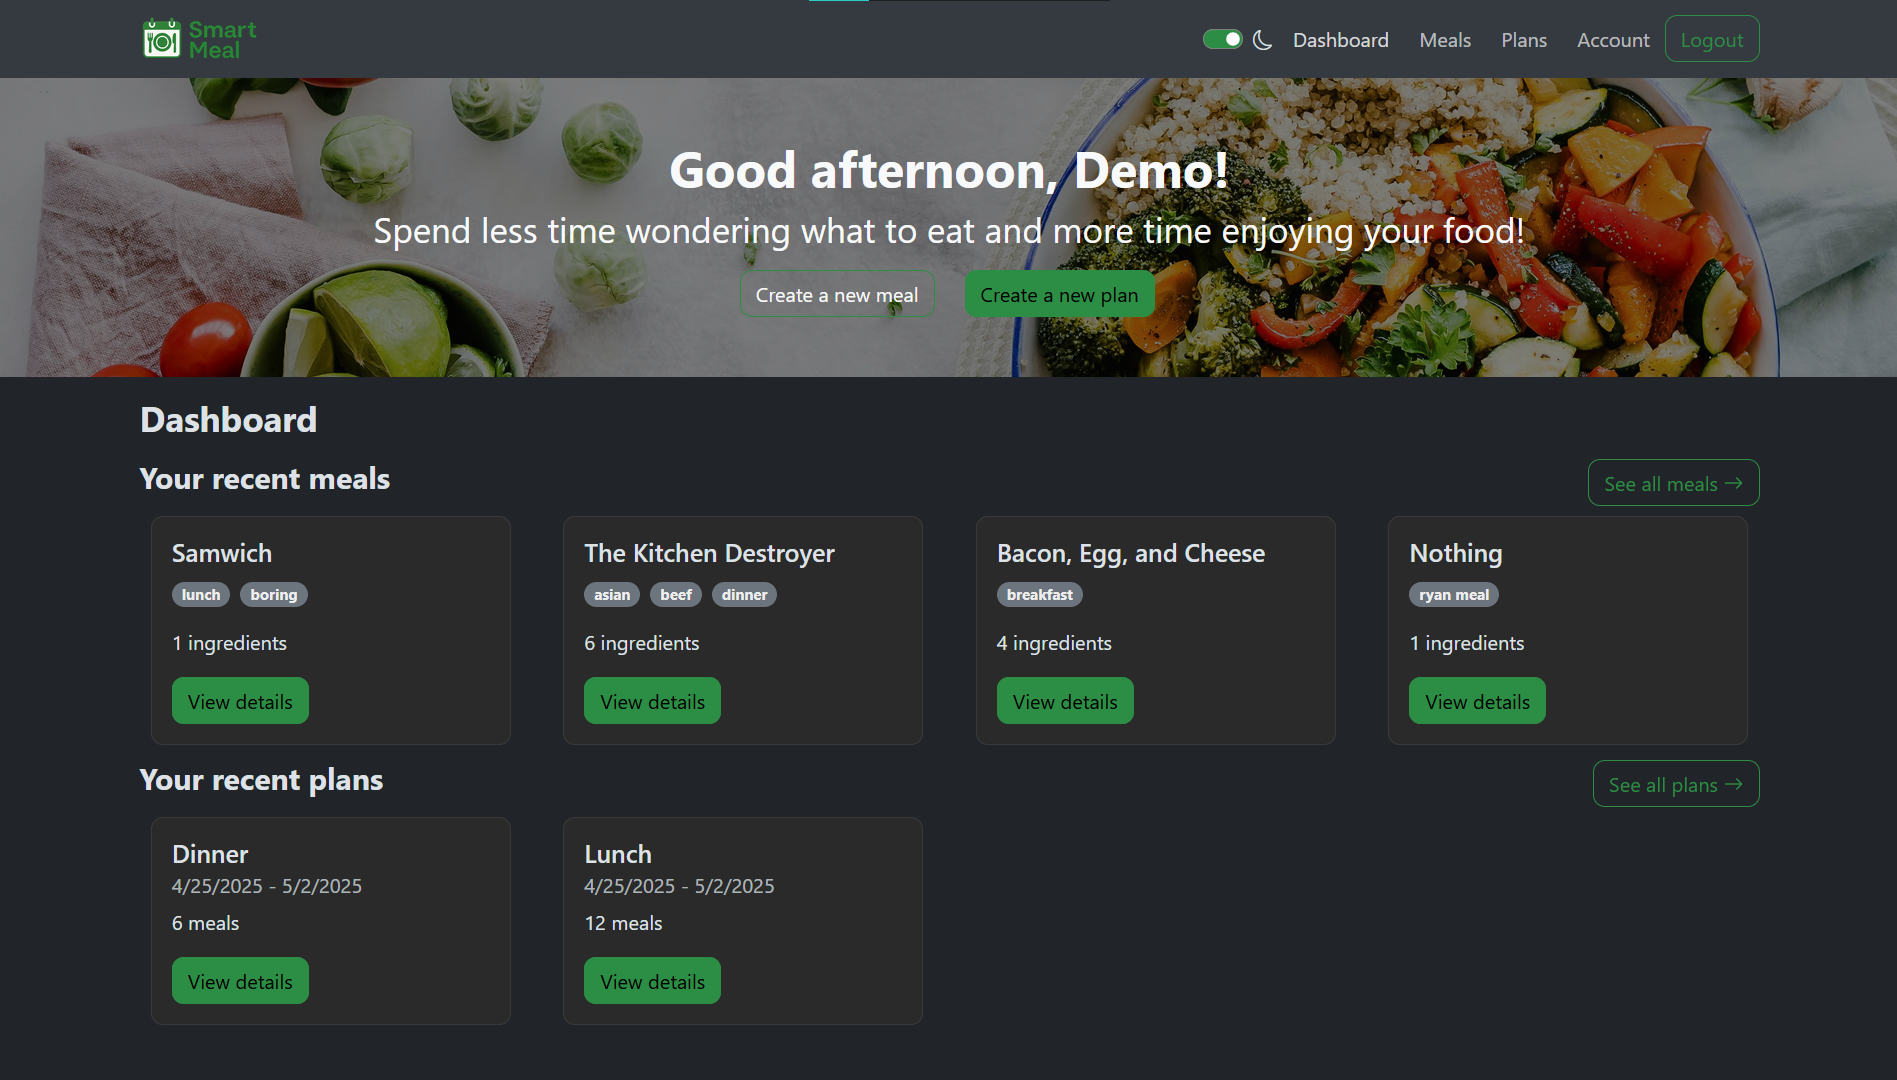 Smart
Meal
Dashboard
Meals
Plans
Account
Logout
Good afternoon, Demo!
Spend less time wondering what to eat and more time enjoying your food!
Create a new meal
Create a new plan
Dashboard
Your recent meals
See all meals →
Samwich
lunch boring
1 ingredients
View details
The Kitchen Destroyer
asian beef dinner
6 ingredients
View details
Bacon, Egg, and Cheese
breakfast
4 ingredients
View details
Nothing
ryan meal
1 ingredients
View details
Your recent plans
See all plans →
Dinner
4/25/2025 - 5/2/2025
6 meals
View details
Lunch
4/25/2025 - 5/2/2025
12 meals
View details